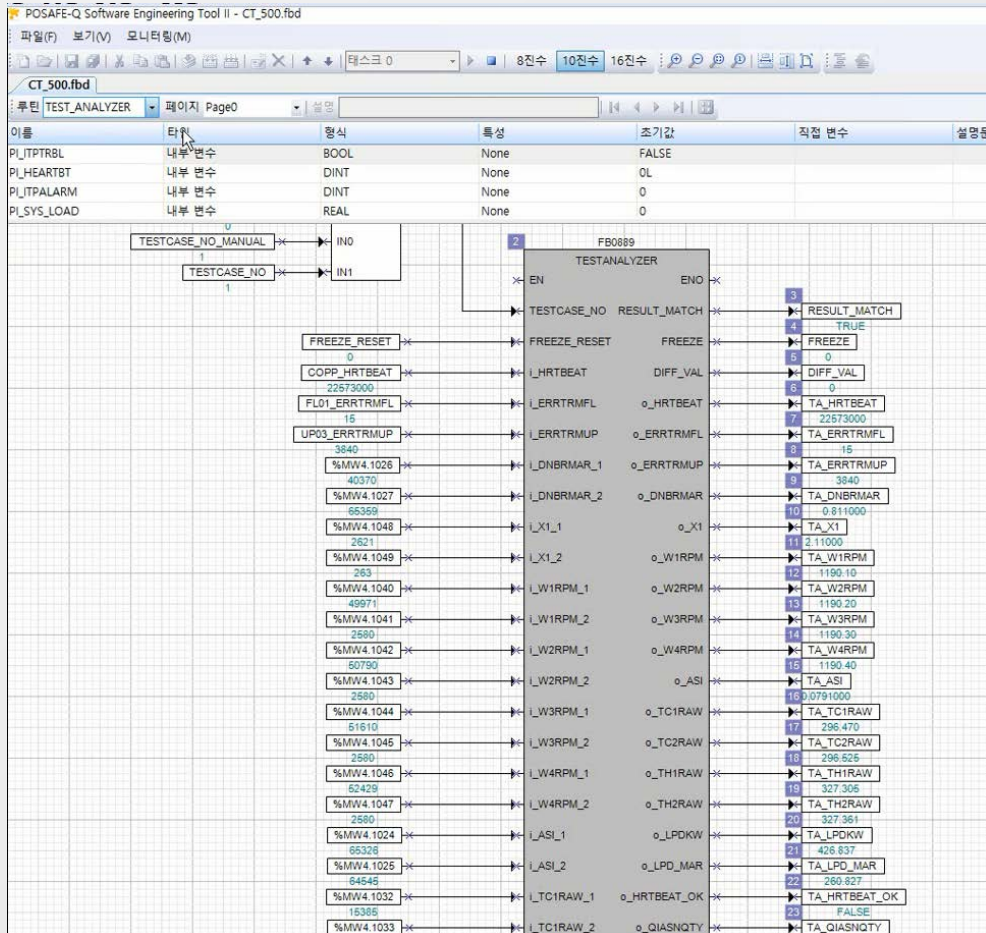 POSAFE-Q Software Engineering Tool II - CT_500.fbd
파일(F) 보기(V) 모니터링(M)
태스크 0 8진수 10진수 16진수
CT_500.fbd
루틴 TEST_ANALYZER 페이지 Page0 설명
이름 타입 형식 특성 초기값 직접 변수 설명문
PI_ITPTRBL 내부 변수 BOOL None FALSE
PI_HEARTBT 내부 변수 DINT None 0L
PI_ITPALARM 내부 변수 DINT None 0
PI_SYS_LOAD 내부 변수 REAL None 0
0
TESTCASE_NO_MANUAL IN0 2 FB0889
1 TESTANALYZER
TESTCASE_NO IN1 EN ENO
1 3
TESTCASE_NO RESULT_MATCH RESULT_MATCH
4 TRUE
FREEZE_RESET FREEZE_RESET FREEZE FREEZE
0 5 0
COPP_HRTBEAT i_HRTBEAT DIFF_VAL DIFF_VAL
22573000 6 0
FL01_ERRTRMFL i_ERRTRMFL o_HRTBEAT TA_HRTBEAT
15 7 22573000
UP03_ERRTRMUP i_ERRTRMUP o_ERRTRMFL TA_ERRTRMFL
3840 8 15
%MW4.1026 i_DNBRMAR_1 o_ERRTRMUP TA_ERRTRMUP
40370 9 3840
%MW4.1027 i_DNBRMAR_2 o_DNBRMAR TA_DNBRMAR
65359 10 0.811000
%MW4.1048 i_X1_1 o_X1 TA_X1
2621 11 2.11000
%MW4.1049 i_X1_2 o_W1RPM TA_W1RPM
263 12 1190.10
%MW4.1040 i_W1RPM_1 o_W2RPM TA_W2RPM
49971 13 1190.20
%MW4.1041 i_W1RPM_2 o_W3RPM TA_W3RPM
2580 14 1190.30
%MW4.1042 i_W2RPM_1 o_W4RPM TA_W4RPM
50790 15 1190.40
%MW4.1043 i_W2RPM_2 o_ASI TA_ASI
2580 16 0.0791000
%MW4.1044 i_W3RPM_1 o_TC1RAW TA_TC1RAW
51610 17 296.470
%MW4.1045 i_W3RPM_2 o_TC2RAW TA_TC2RAW
2580 18 296.525
%MW4.1046 i_W4RPM_1 o_TH1RAW TA_TH1RAW
52429 19 327.305
%MW4.1047 i_W4RPM_2 o_TH2RAW TA_TH2RAW
2580 20 327.361
%MW4.1024 i_ASI_1 o_LPDKW TA_LPDKW
65326 21 426.837
%MW4.1025 i_ASI_2 o_LPD_MAR TA_LPD_MAR
64545 22 260.827
%MW4.1032 i_TC1RAW_1 o_HRTBEAT_OK TA_HRTBEAT_OK
15385 23 FALSE
%MW4.1033 i_TC1RAW_2 o_QIASNQTY TA_QIASNQTY